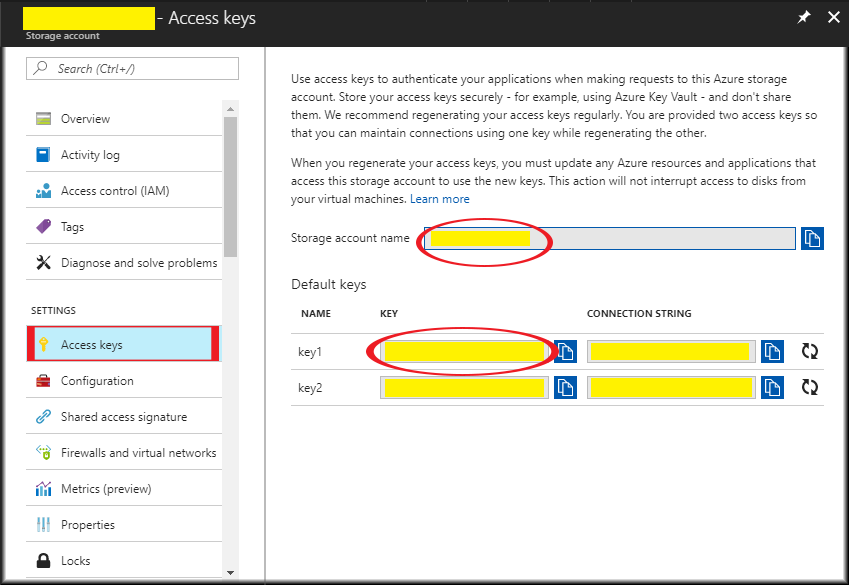 - Access keys
Storage account
Search (Ctrl+/)
Overview
Activity log
Access control (IAM)
Tags
Diagnose and solve problems
SETTINGS
Access keys
Configuration
Shared access signature
Firewalls and virtual networks
Metrics (preview)
Properties
Locks
Use access keys to authenticate your applications when making requests to this Azure storage
account. Store your access keys securely - for example, using Azure Key Vault - and don't share
them. We recommend regenerating your access keys regularly. You are provided two access keys so
that you can maintain connections using one key while regenerating the other.
When you regenerate your access keys, you must update any Azure resources and applications that
access this storage account to use the new keys. This action will not interrupt access to disks from
your virtual machines. Learn more
Storage account name
Default keys
NAME KEY CONNECTION STRING
key1
key2